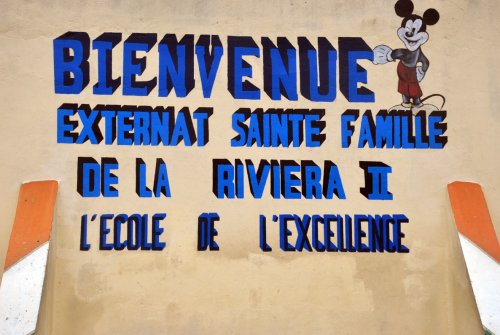 BIENVENUE
EXTERNAT SAINTE FAMILLE
DE LA RIVIERA II
L'ECOLE DE L'EXCELLENCE